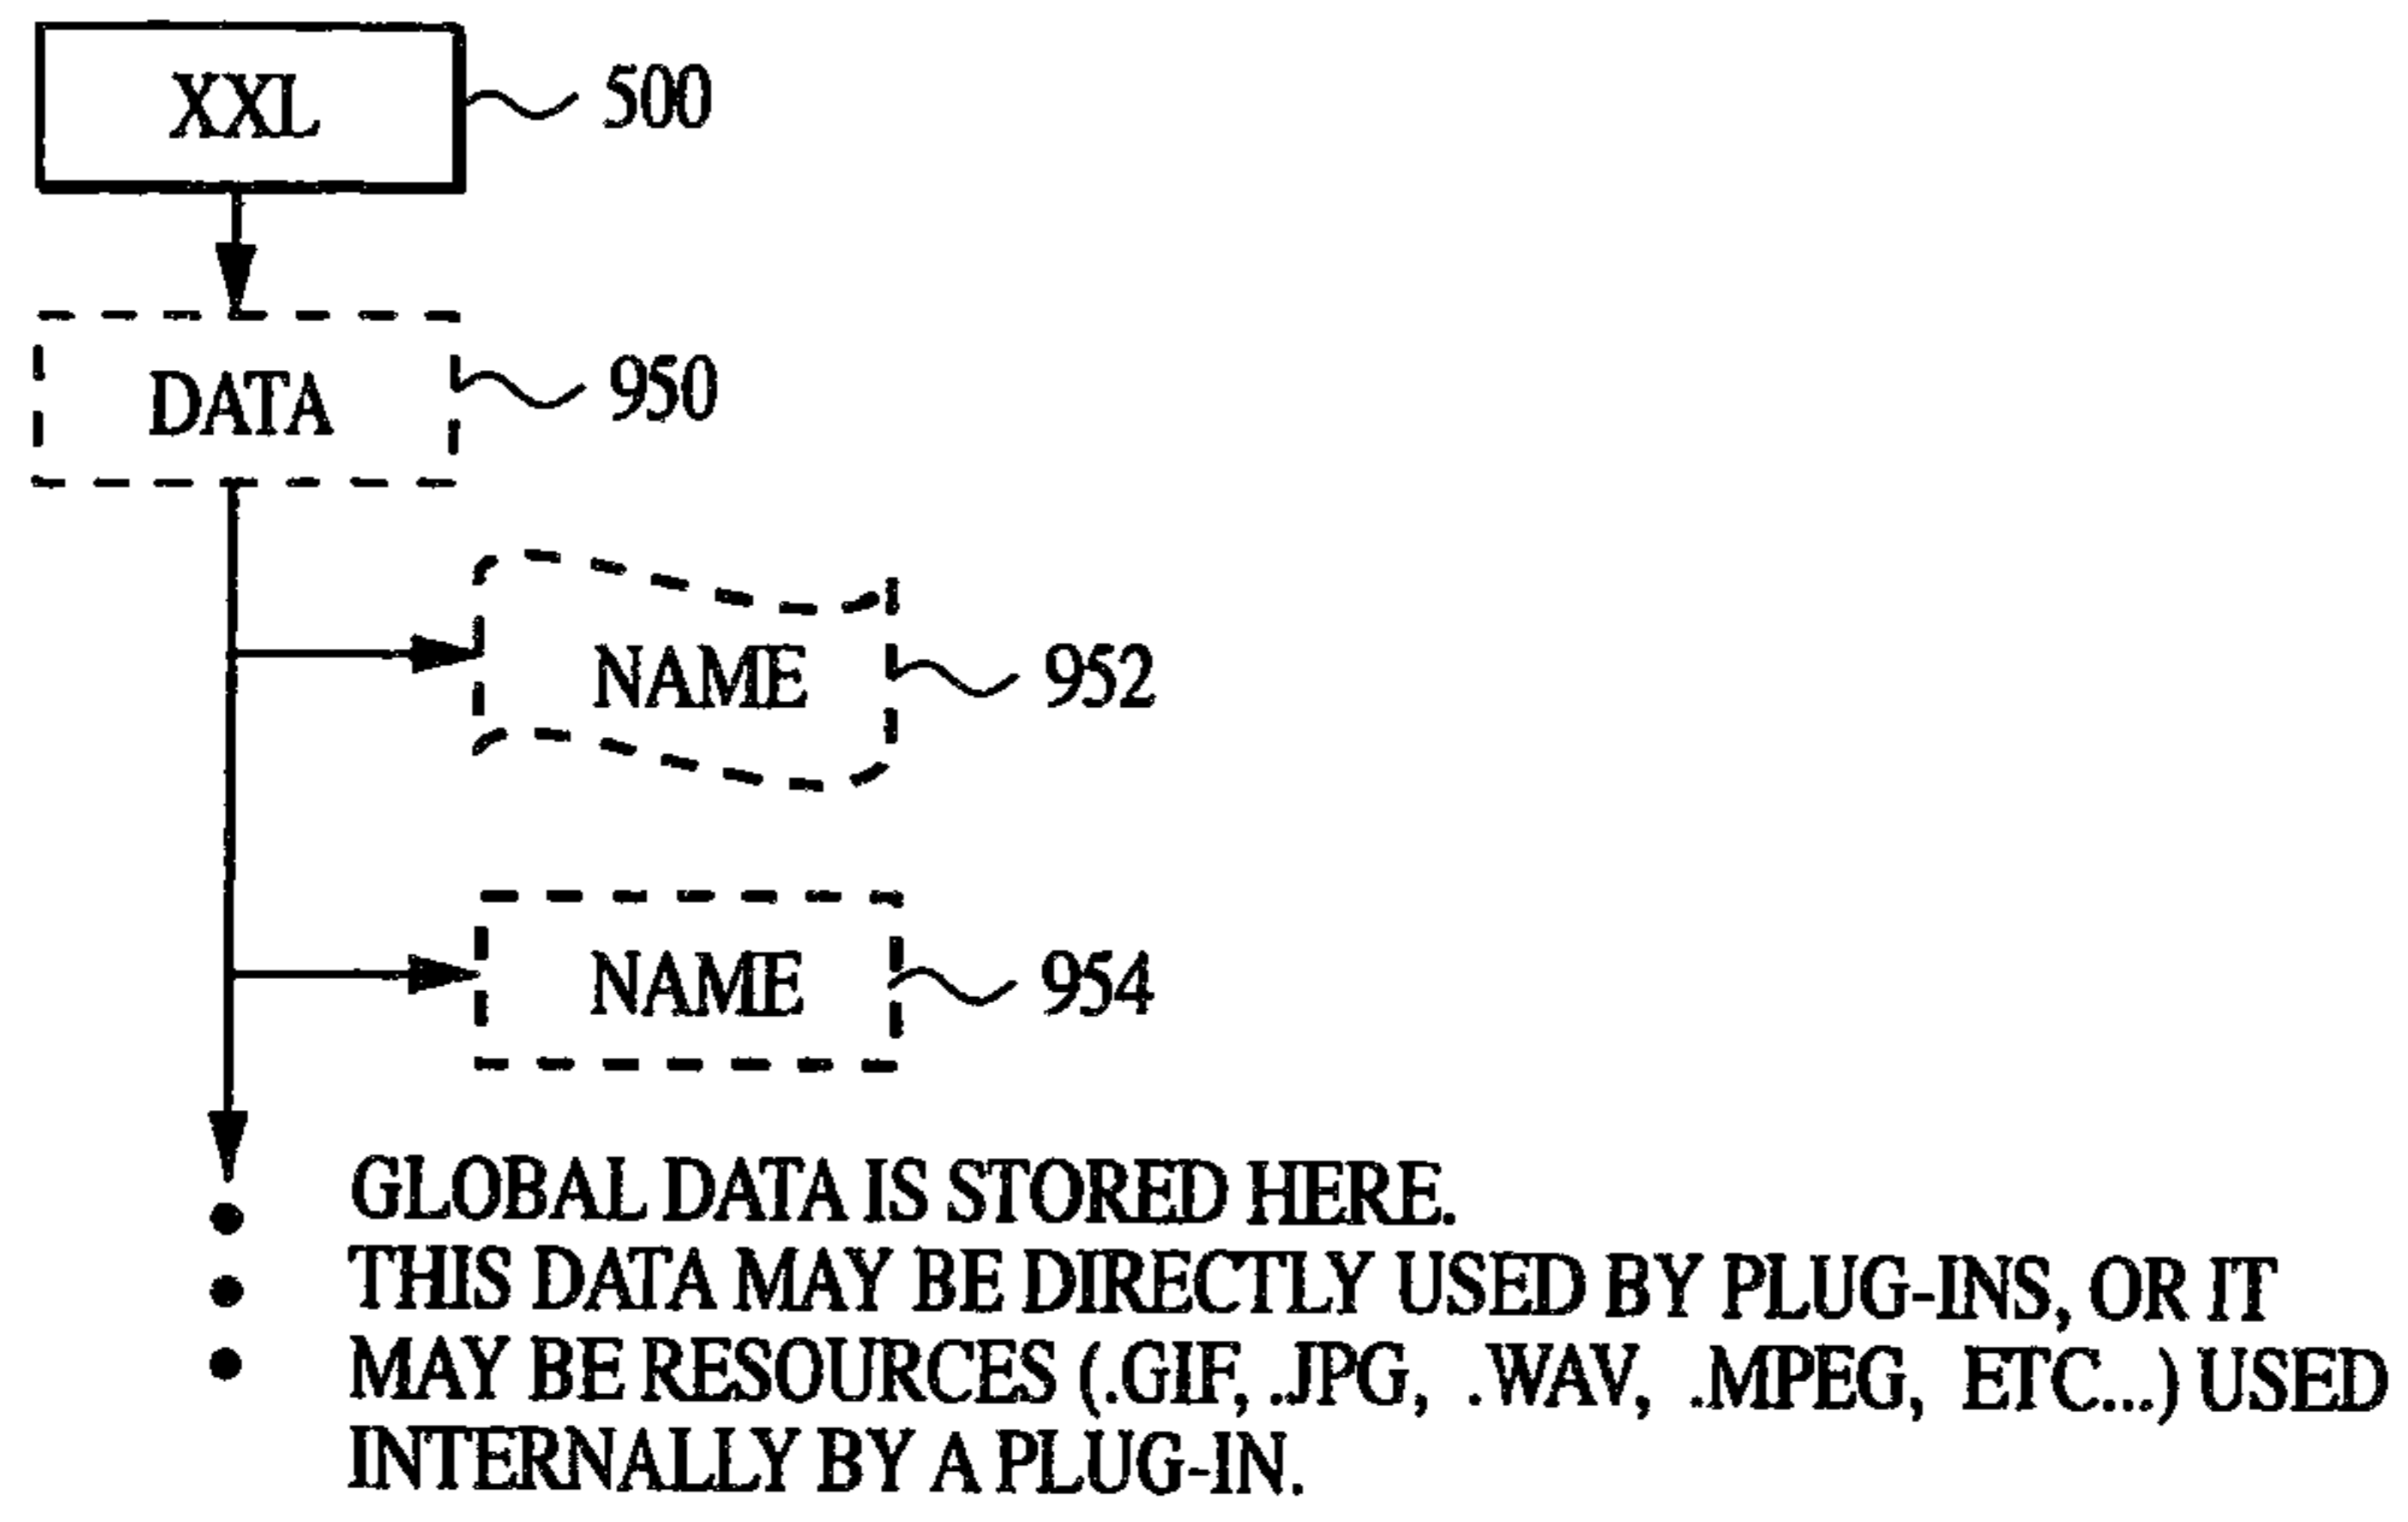 XXL 500
DATA 950
NAME 952
NAME 954
GLOBAL DATA IS STORED HERE.
THIS DATA MAY BE DIRECTLY USED BY PLUG-INS, OR IT
MAY BE RESOURCES (.GIF, .JPG, .WAV, .MPEG, ETC...) USED
INTERNALLY BY A PLUG-IN.